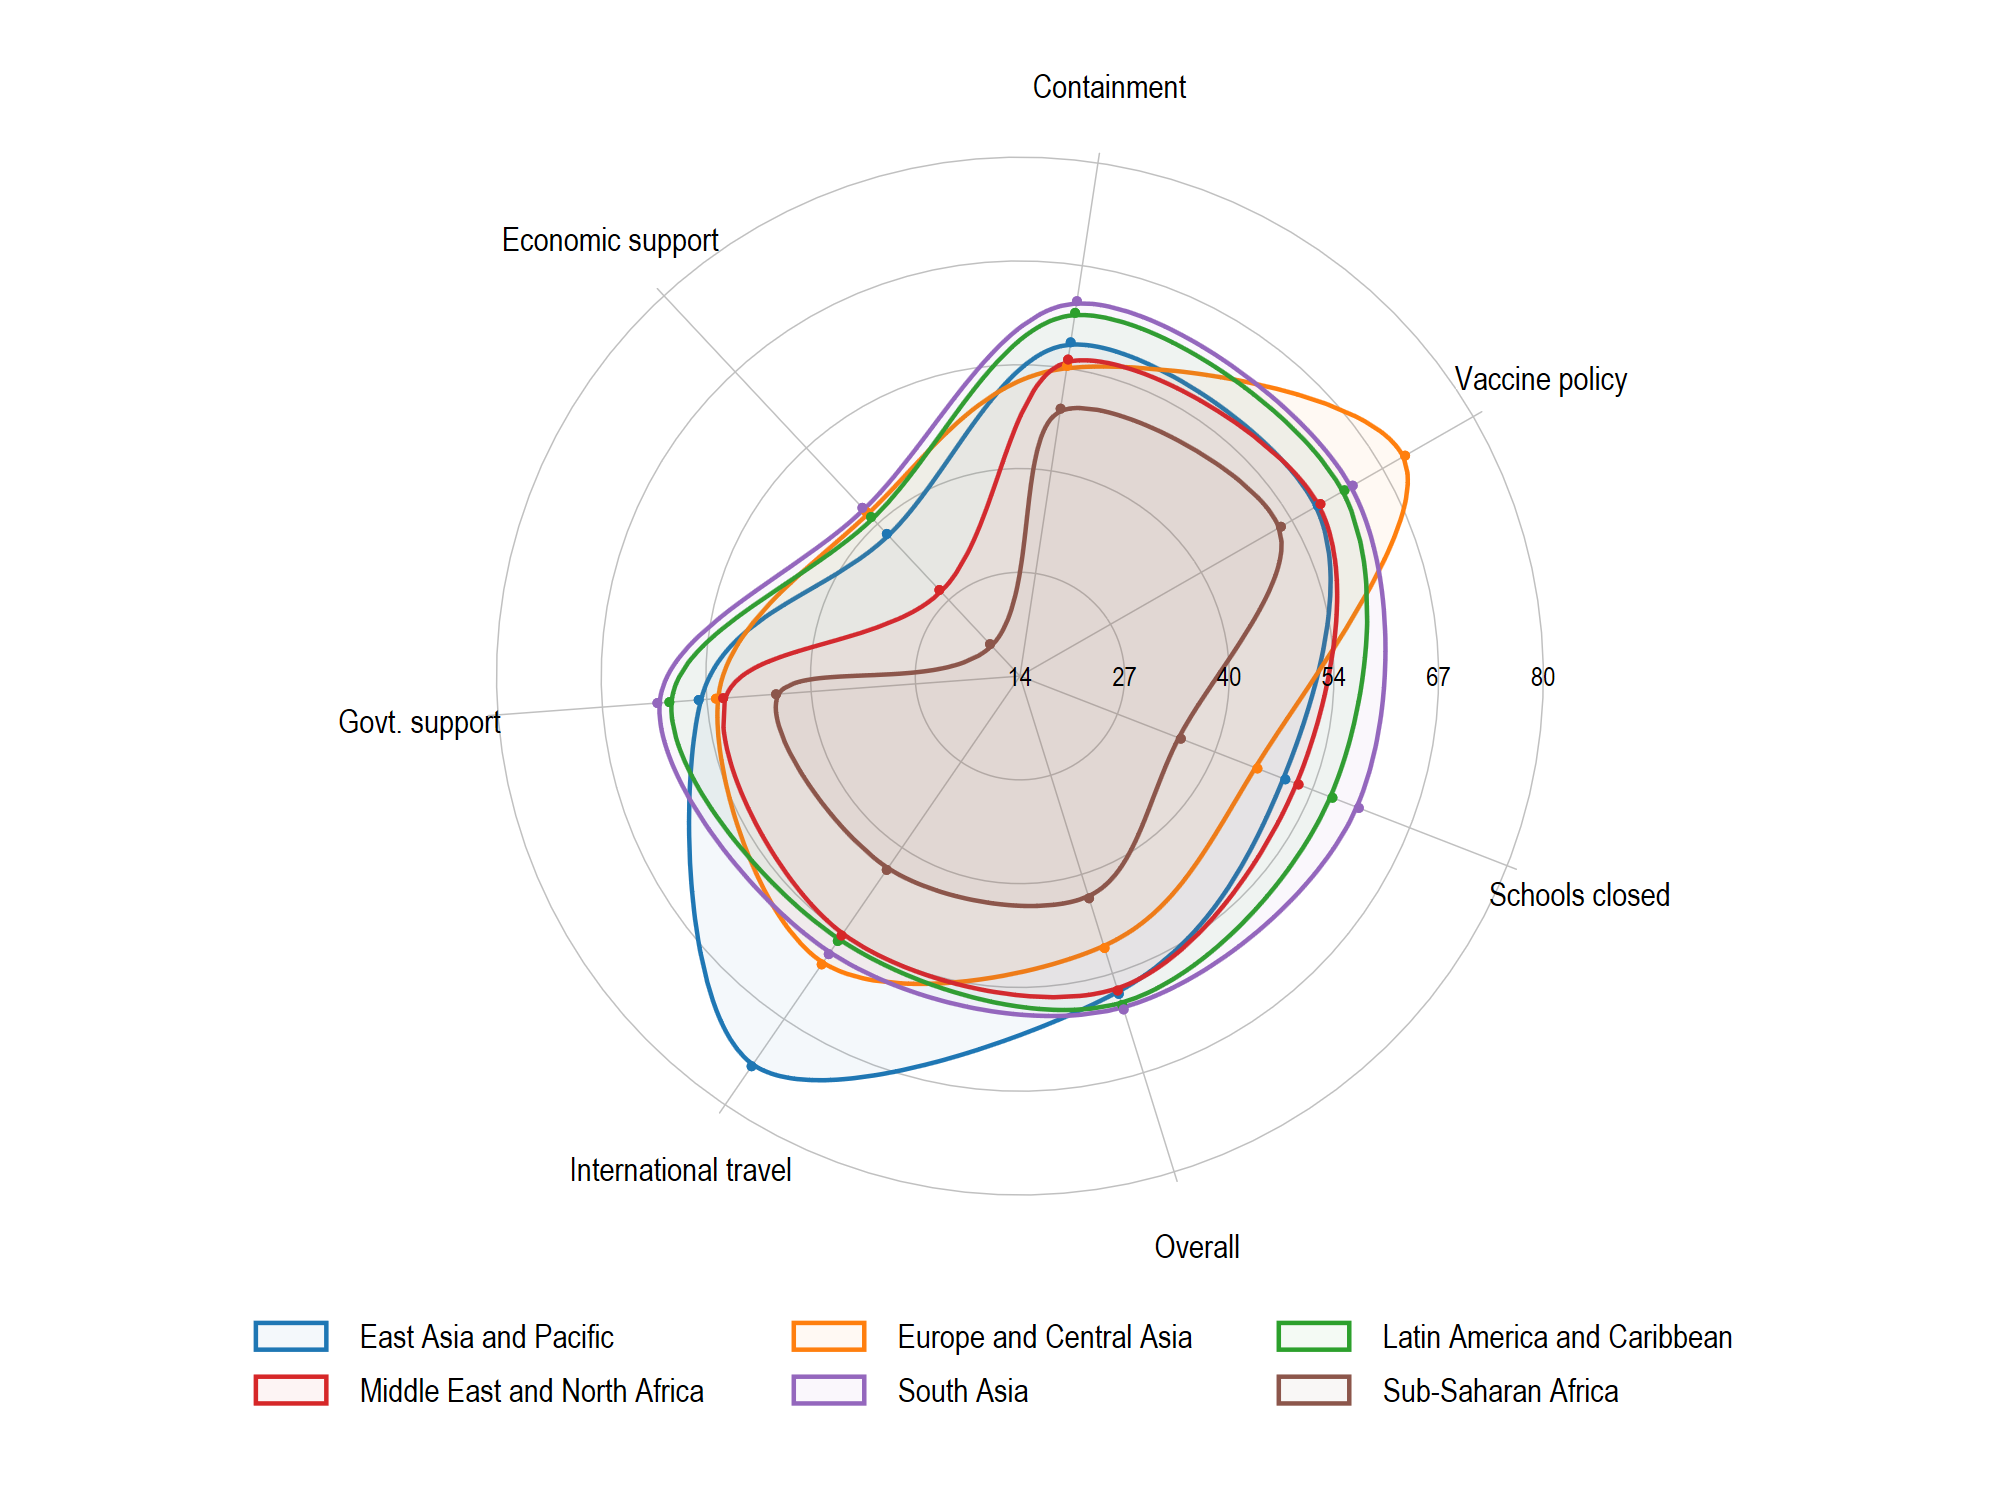 Containment
Economic support
Vaccine policy
14 27 40 54 67 80
Govt. support
Schools closed
International travel
Overall
East Asia and Pacific Europe and Central Asia Latin America and Caribbean
Middle East and North Africa South Asia Sub-Saharan Africa